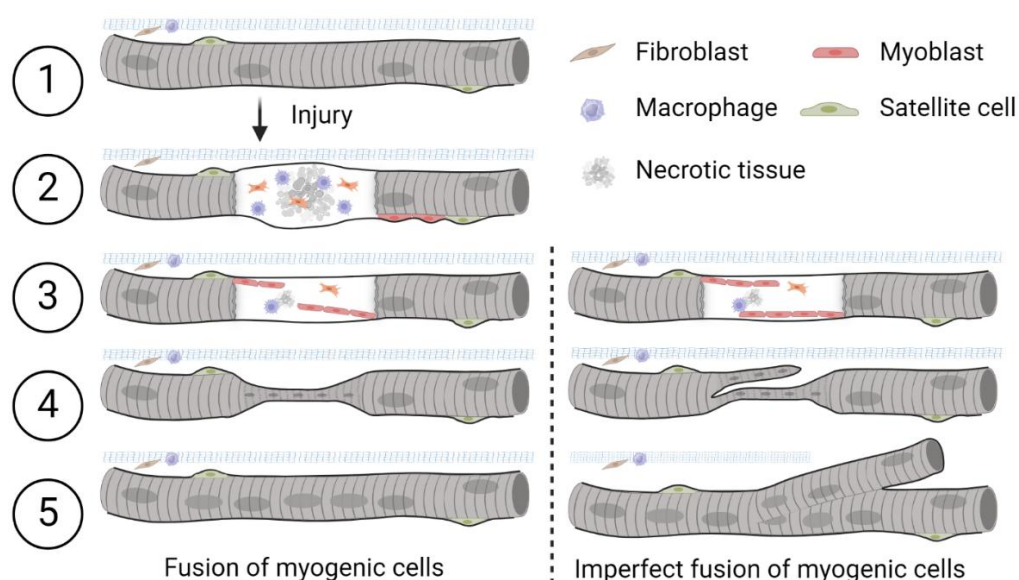 1
Injury
2
3
4
5
Fibroblast
Myoblast
Macrophage
Satellite cell
Necrotic tissue
Fusion of myogenic cells
Imperfect fusion of myogenic cells